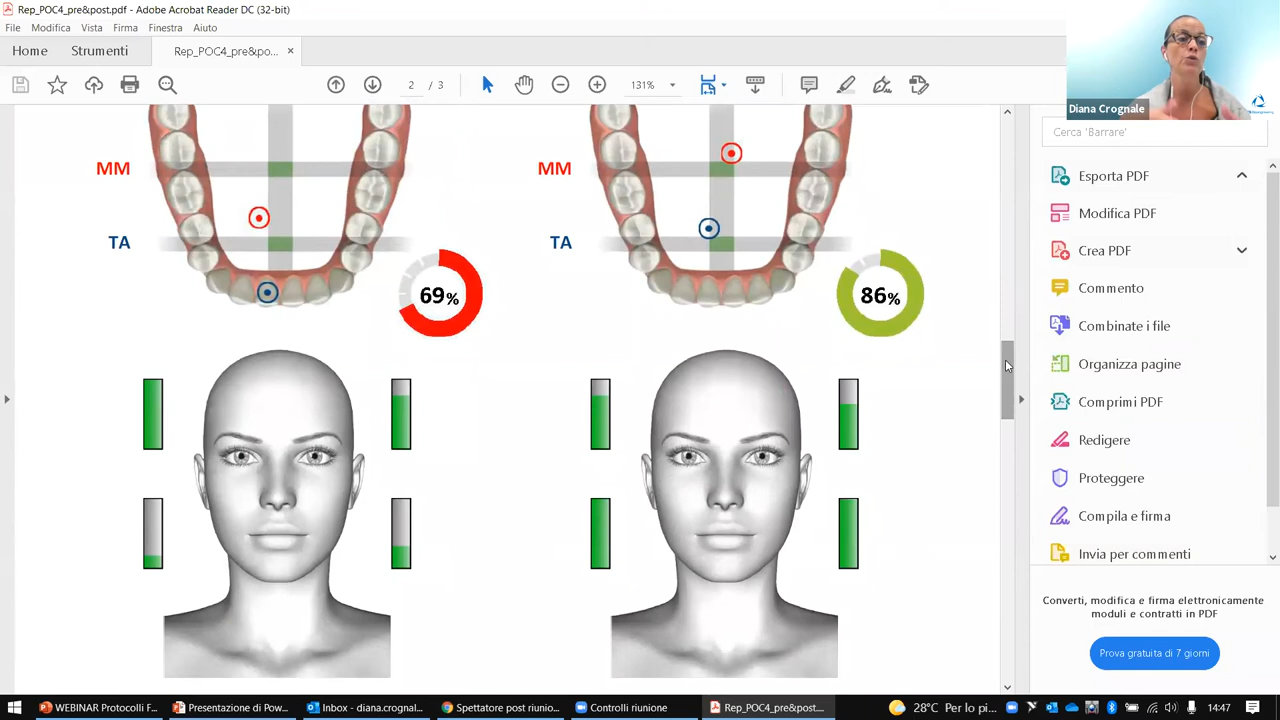 Rep_POC4_pre&post.pdf - Adobe Acrobat Reader DC (32-bit)
File Modifica Vista Firma Finestra Aiuto
Home Strumenti Rep_POC4_pre&po... ×
2 / 3 131%
Diana Crognale
Cerca 'Barrare'
MM
TA
69%
MM
TA
86%
Esporta PDF
Modifica PDF
Crea PDF
Commento
Combinate i file
Organizza pagine
Comprimi PDF
Redigere
Proteggere
Compila e firma
Invia per commenti
Converti, modifica e firma elettronicamente
moduli e contratti in PDF
Prova gratuita di 7 giorni
WEBINAR Protocolli F... Presentazione di Pow... Inbox - diana.crognal... Spettatore post riunio... Controlli riunione Rep_POC4_pre&post.... 28°C Per lo pi... 14:47